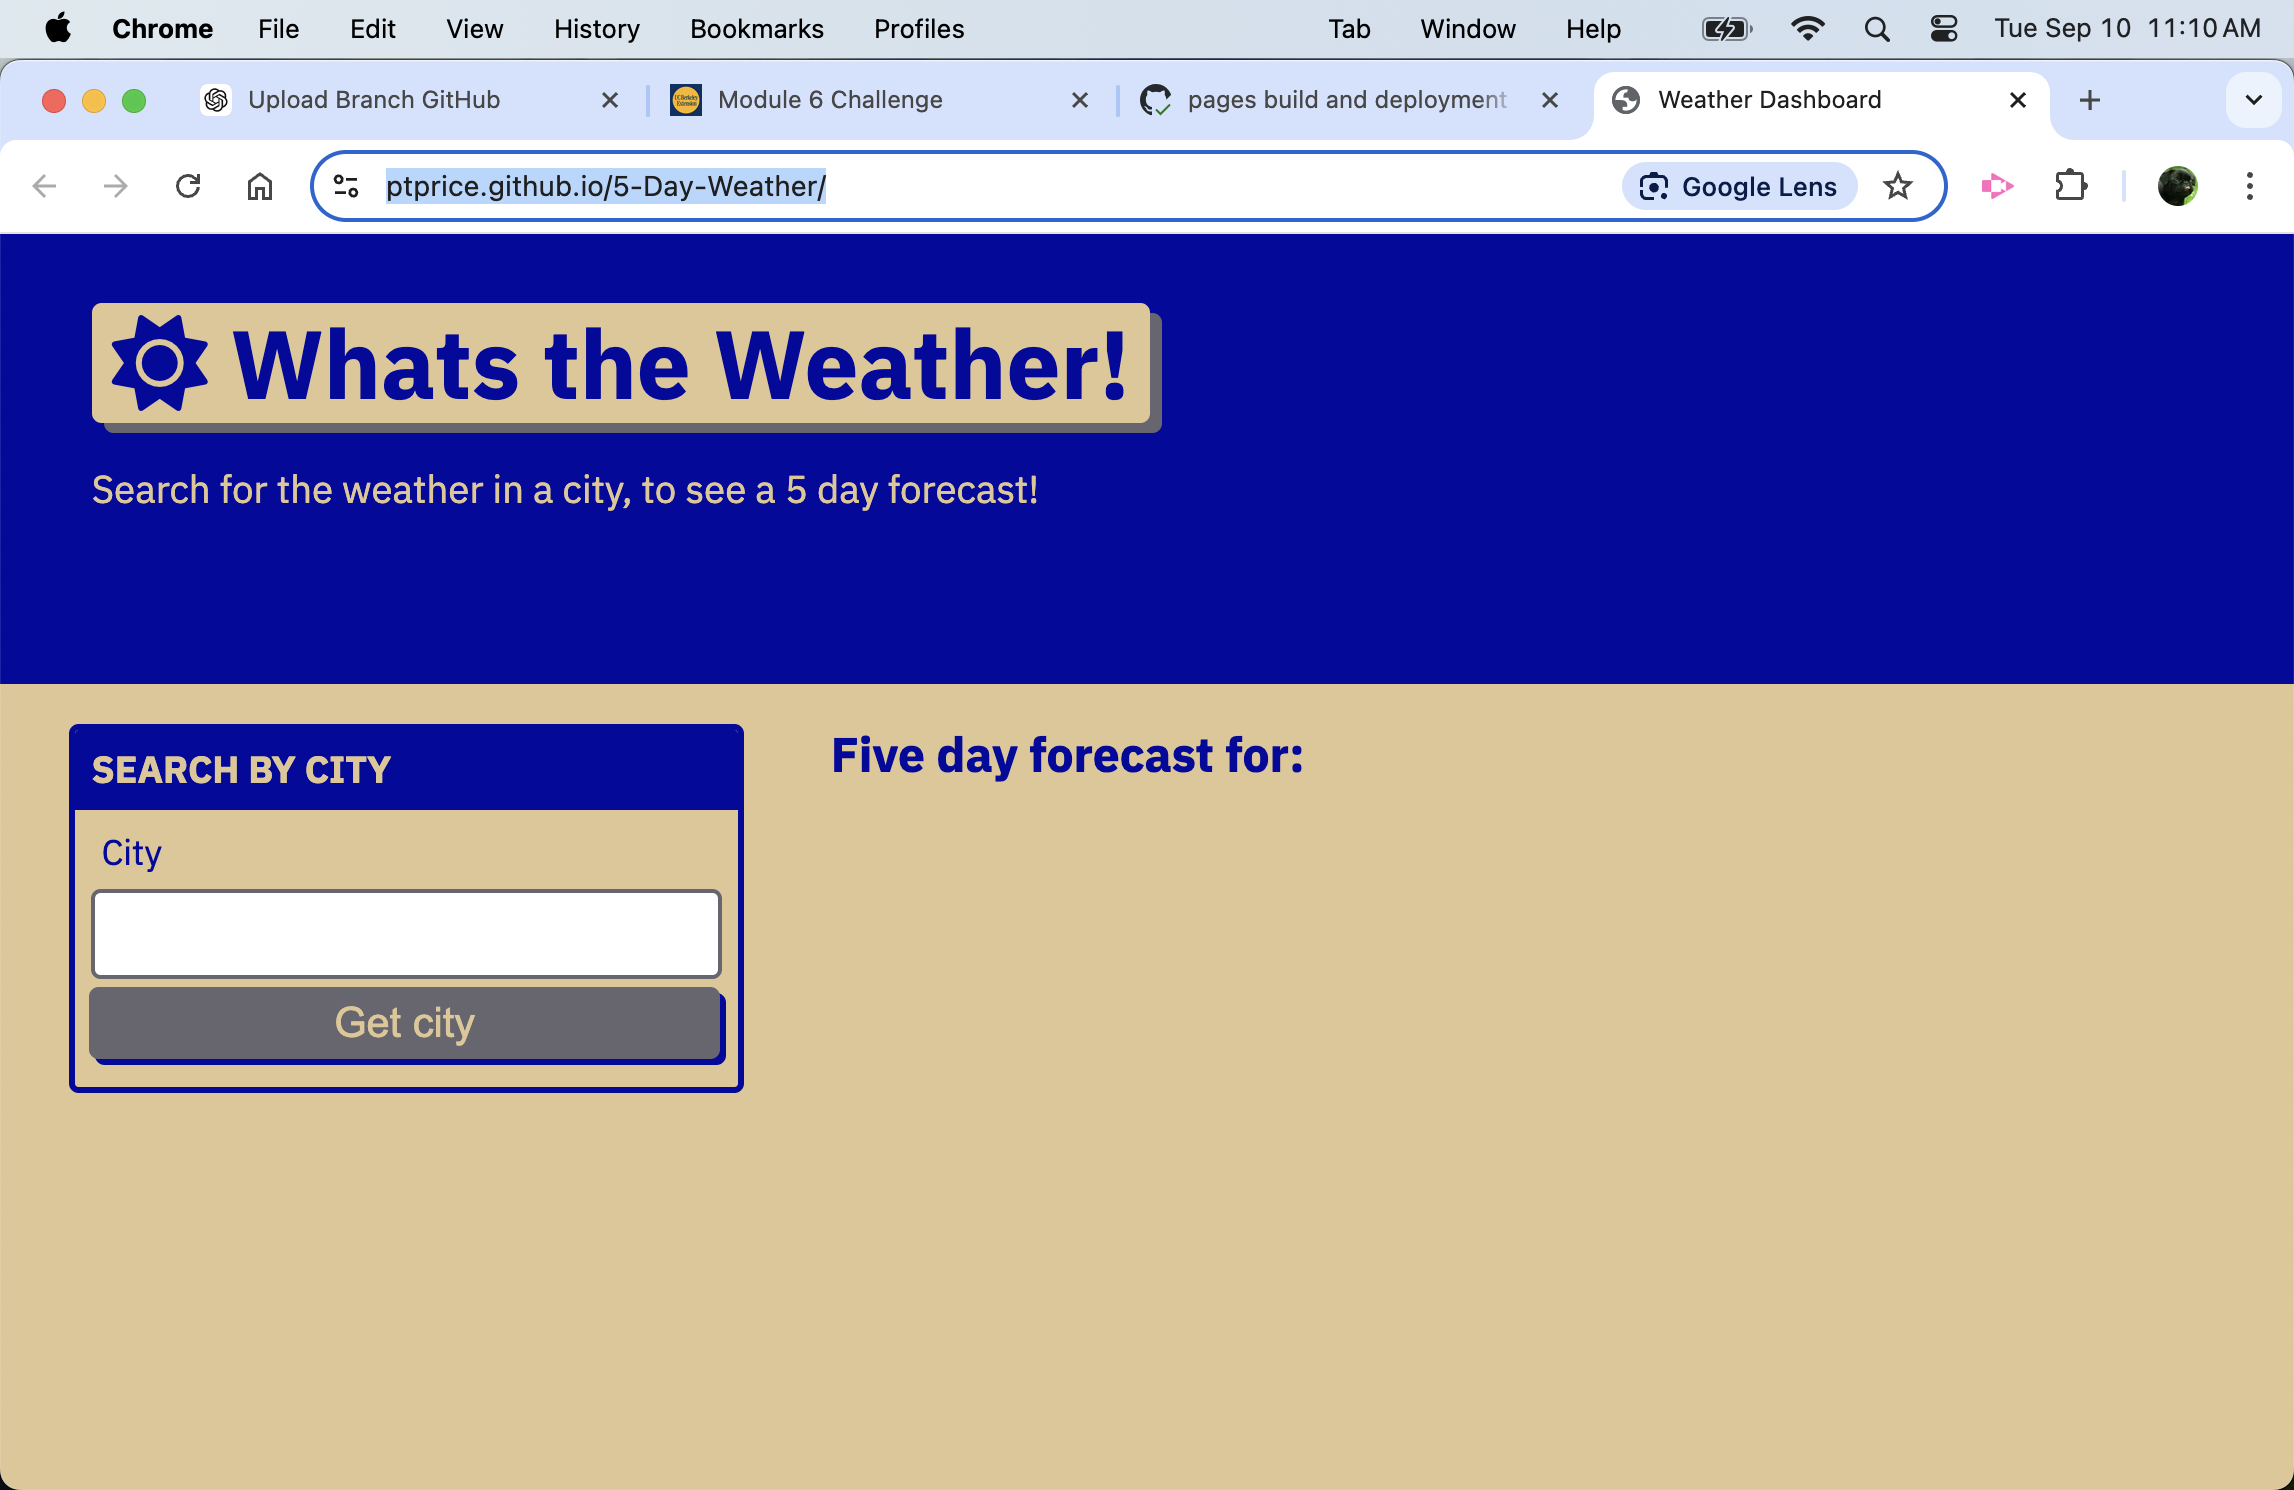 Chrome File Edit View History Bookmarks Profiles Tab Window Help Tue Sep 10 11:10 AM
Upload Branch GitHub Module 6 Challenge pages build and deployment Weather Dashboard
ptprice.github.io/5-Day-Weather/ Google Lens
Whats the Weather!
Search for the weather in a city, to see a 5 day forecast!
SEARCH BY CITY
City
Get city
Five day forecast for: